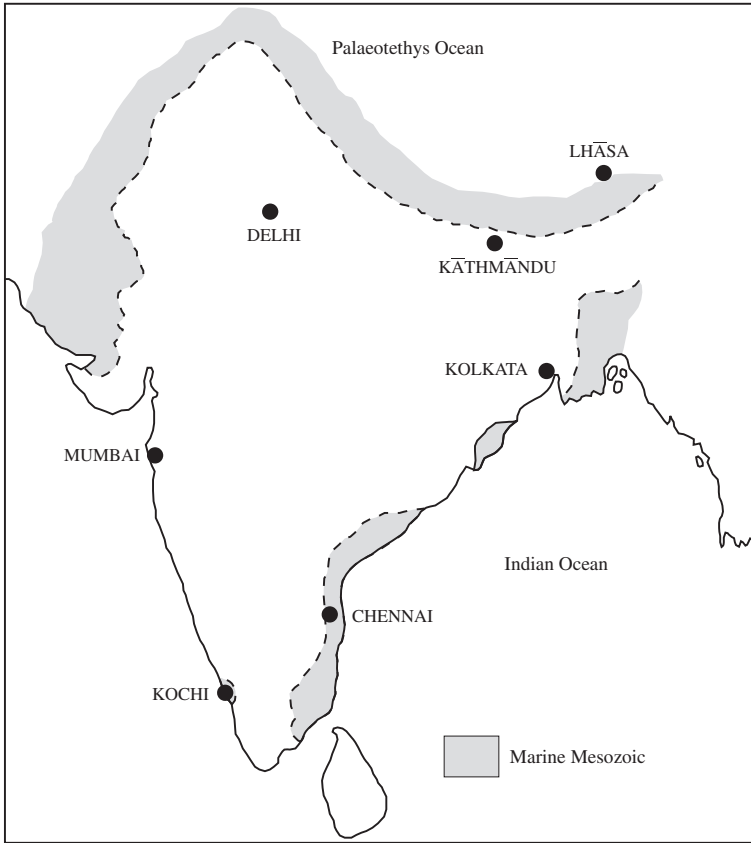 Palaeotethys Ocean
LHĀSA
DELHI
KĀTHMĀNDU
KOLKATA
MUMBAI
Indian Ocean
CHENNAI
KOCHI
Marine Mesozoic